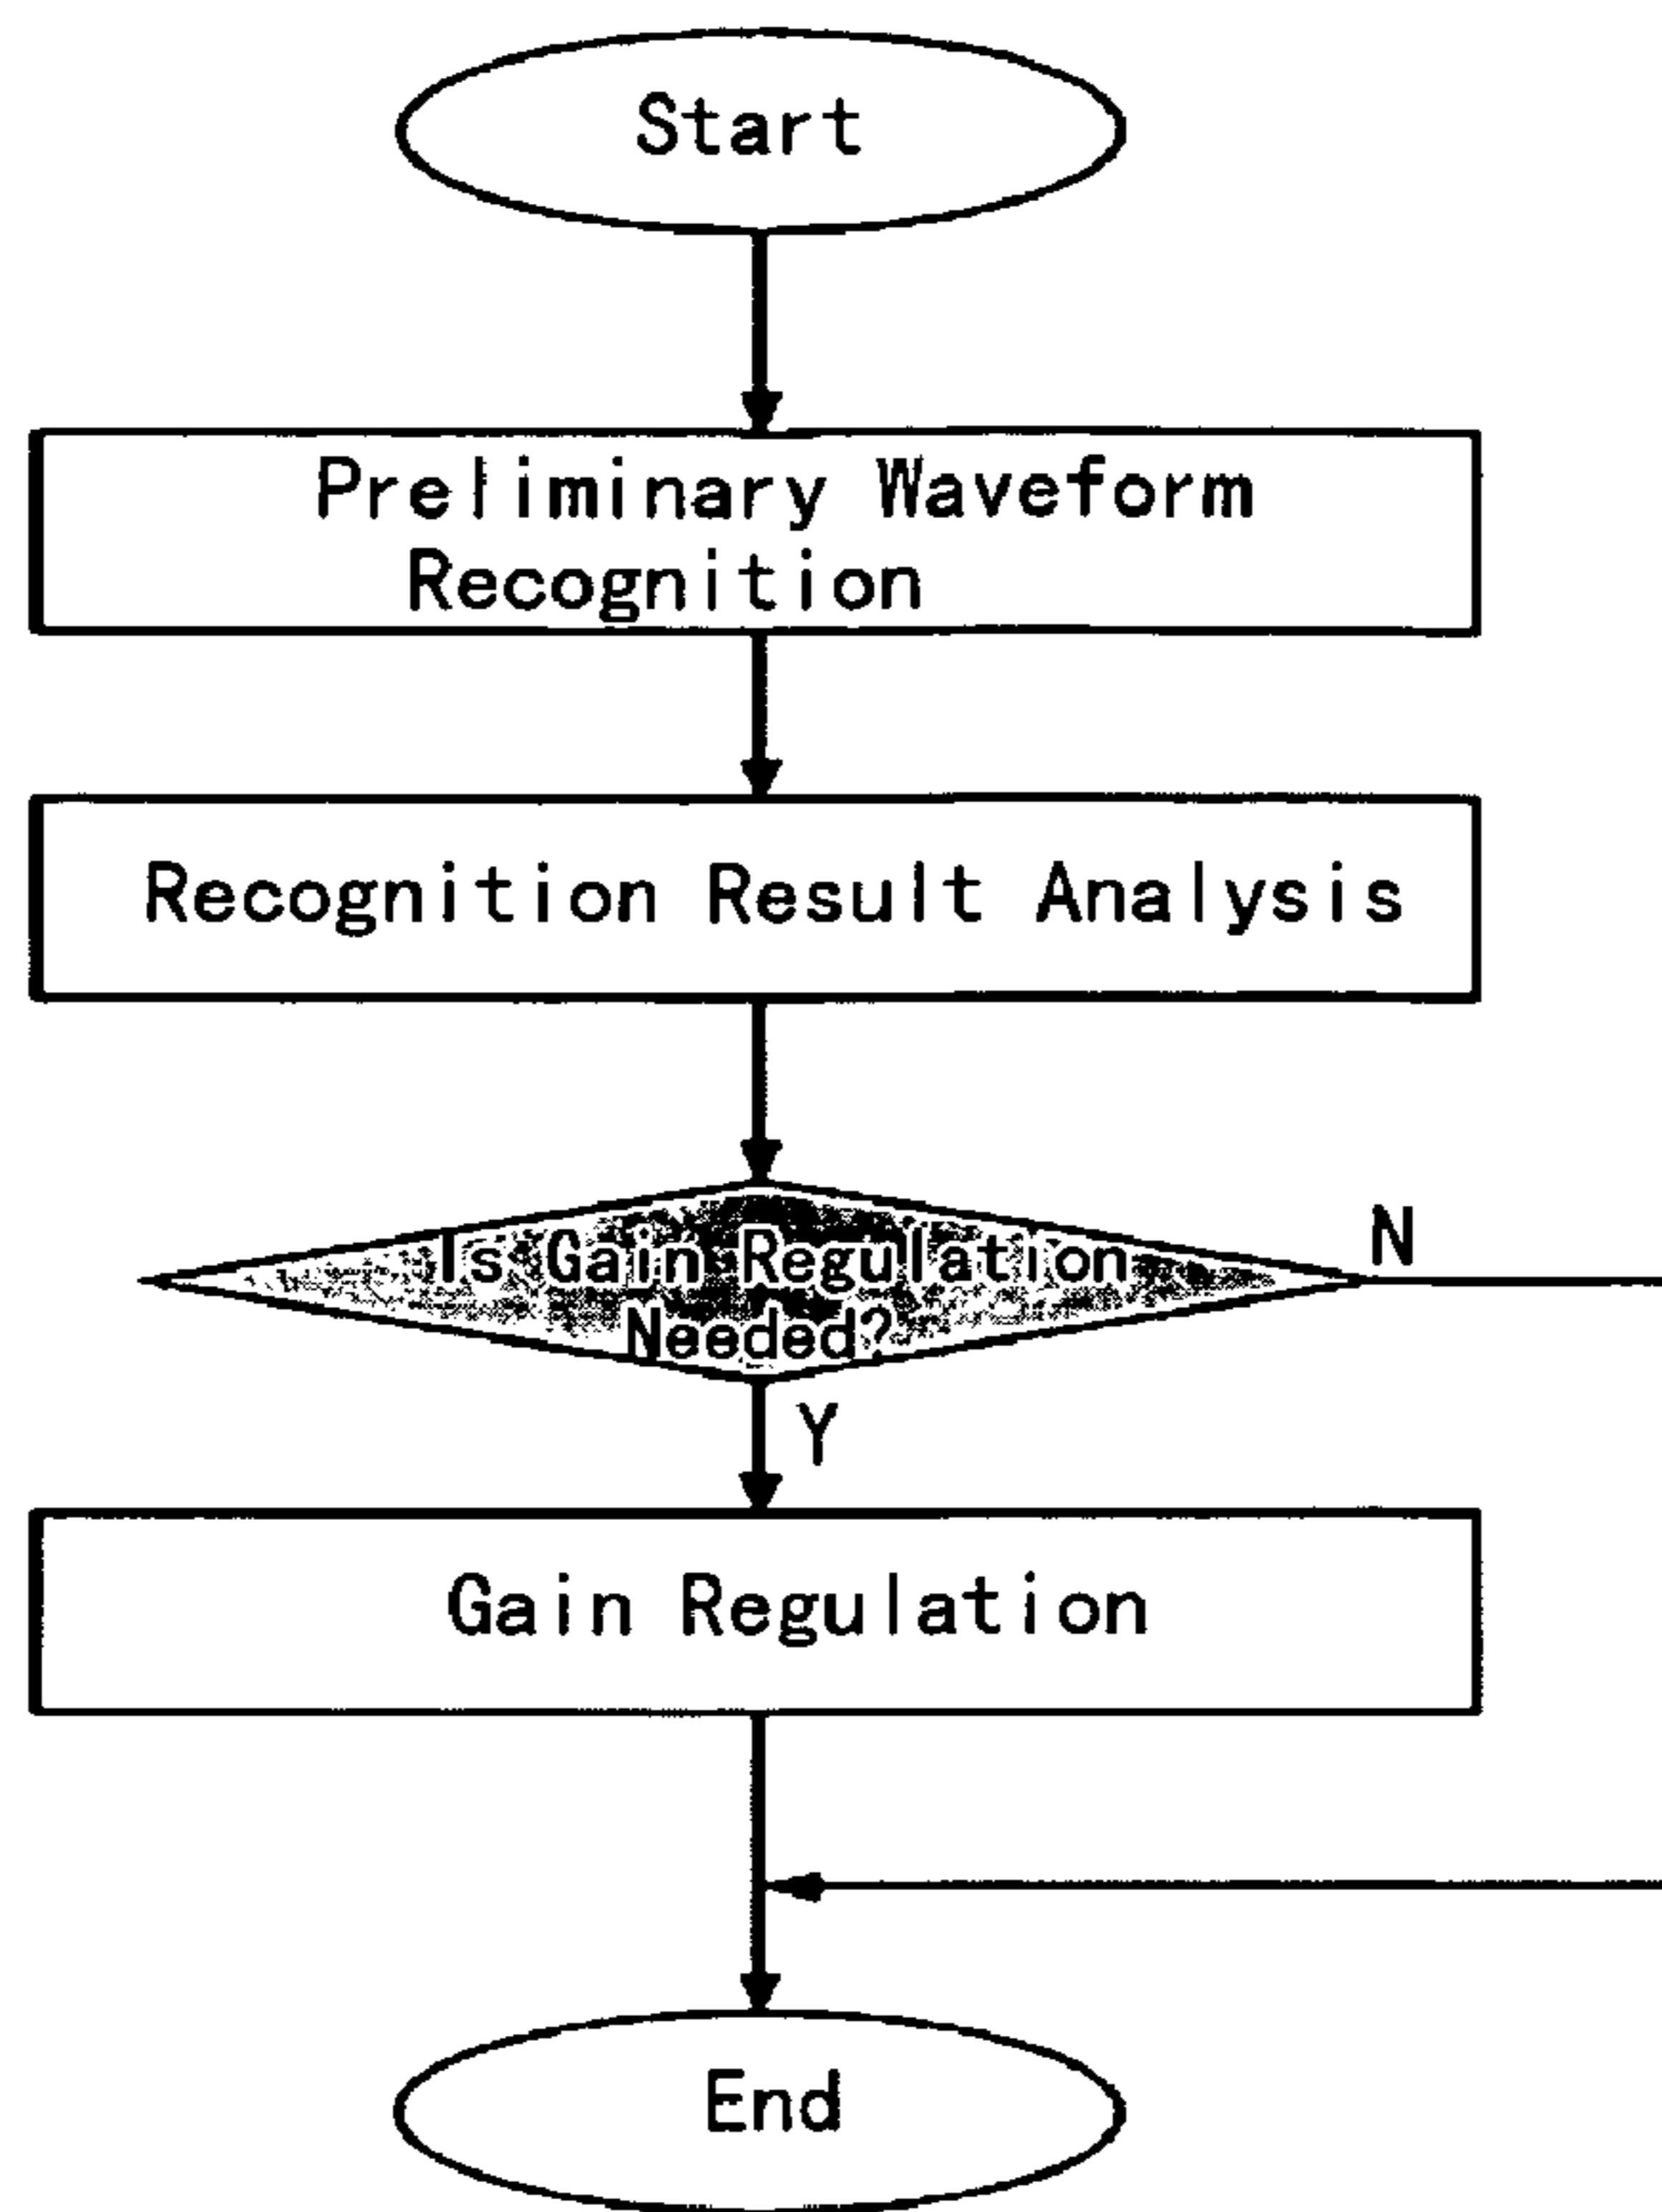 Start
Preliminary Waveform
Recognition
Recognition Result Analysis
Is Gain Regulation
Needed?
N
Y
Gain Regulation
End